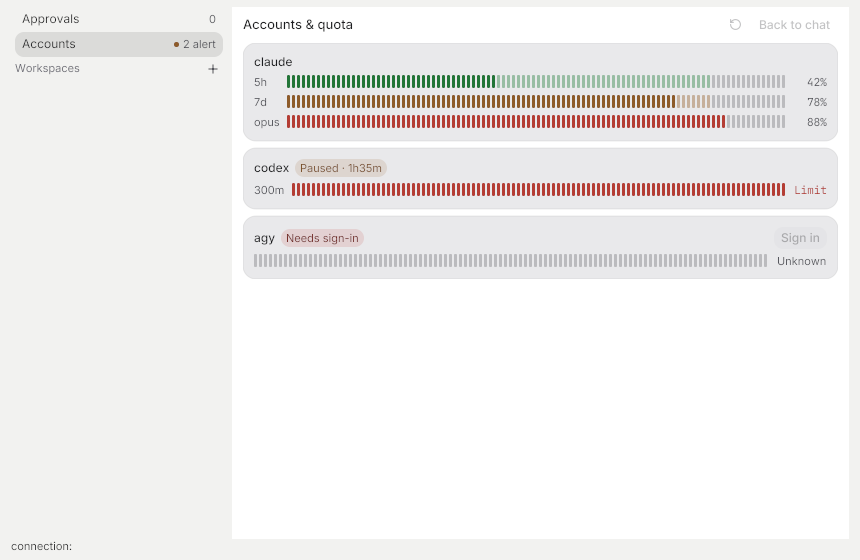 Approvals 0
Accounts 2 alert
Workspaces
connection:
Accounts & quota Back to chat
claude
5h 42%
7d 78%
opus 88%
codex Paused · 1h35m
300m Limit
agy Needs sign-in Sign in
Unknown